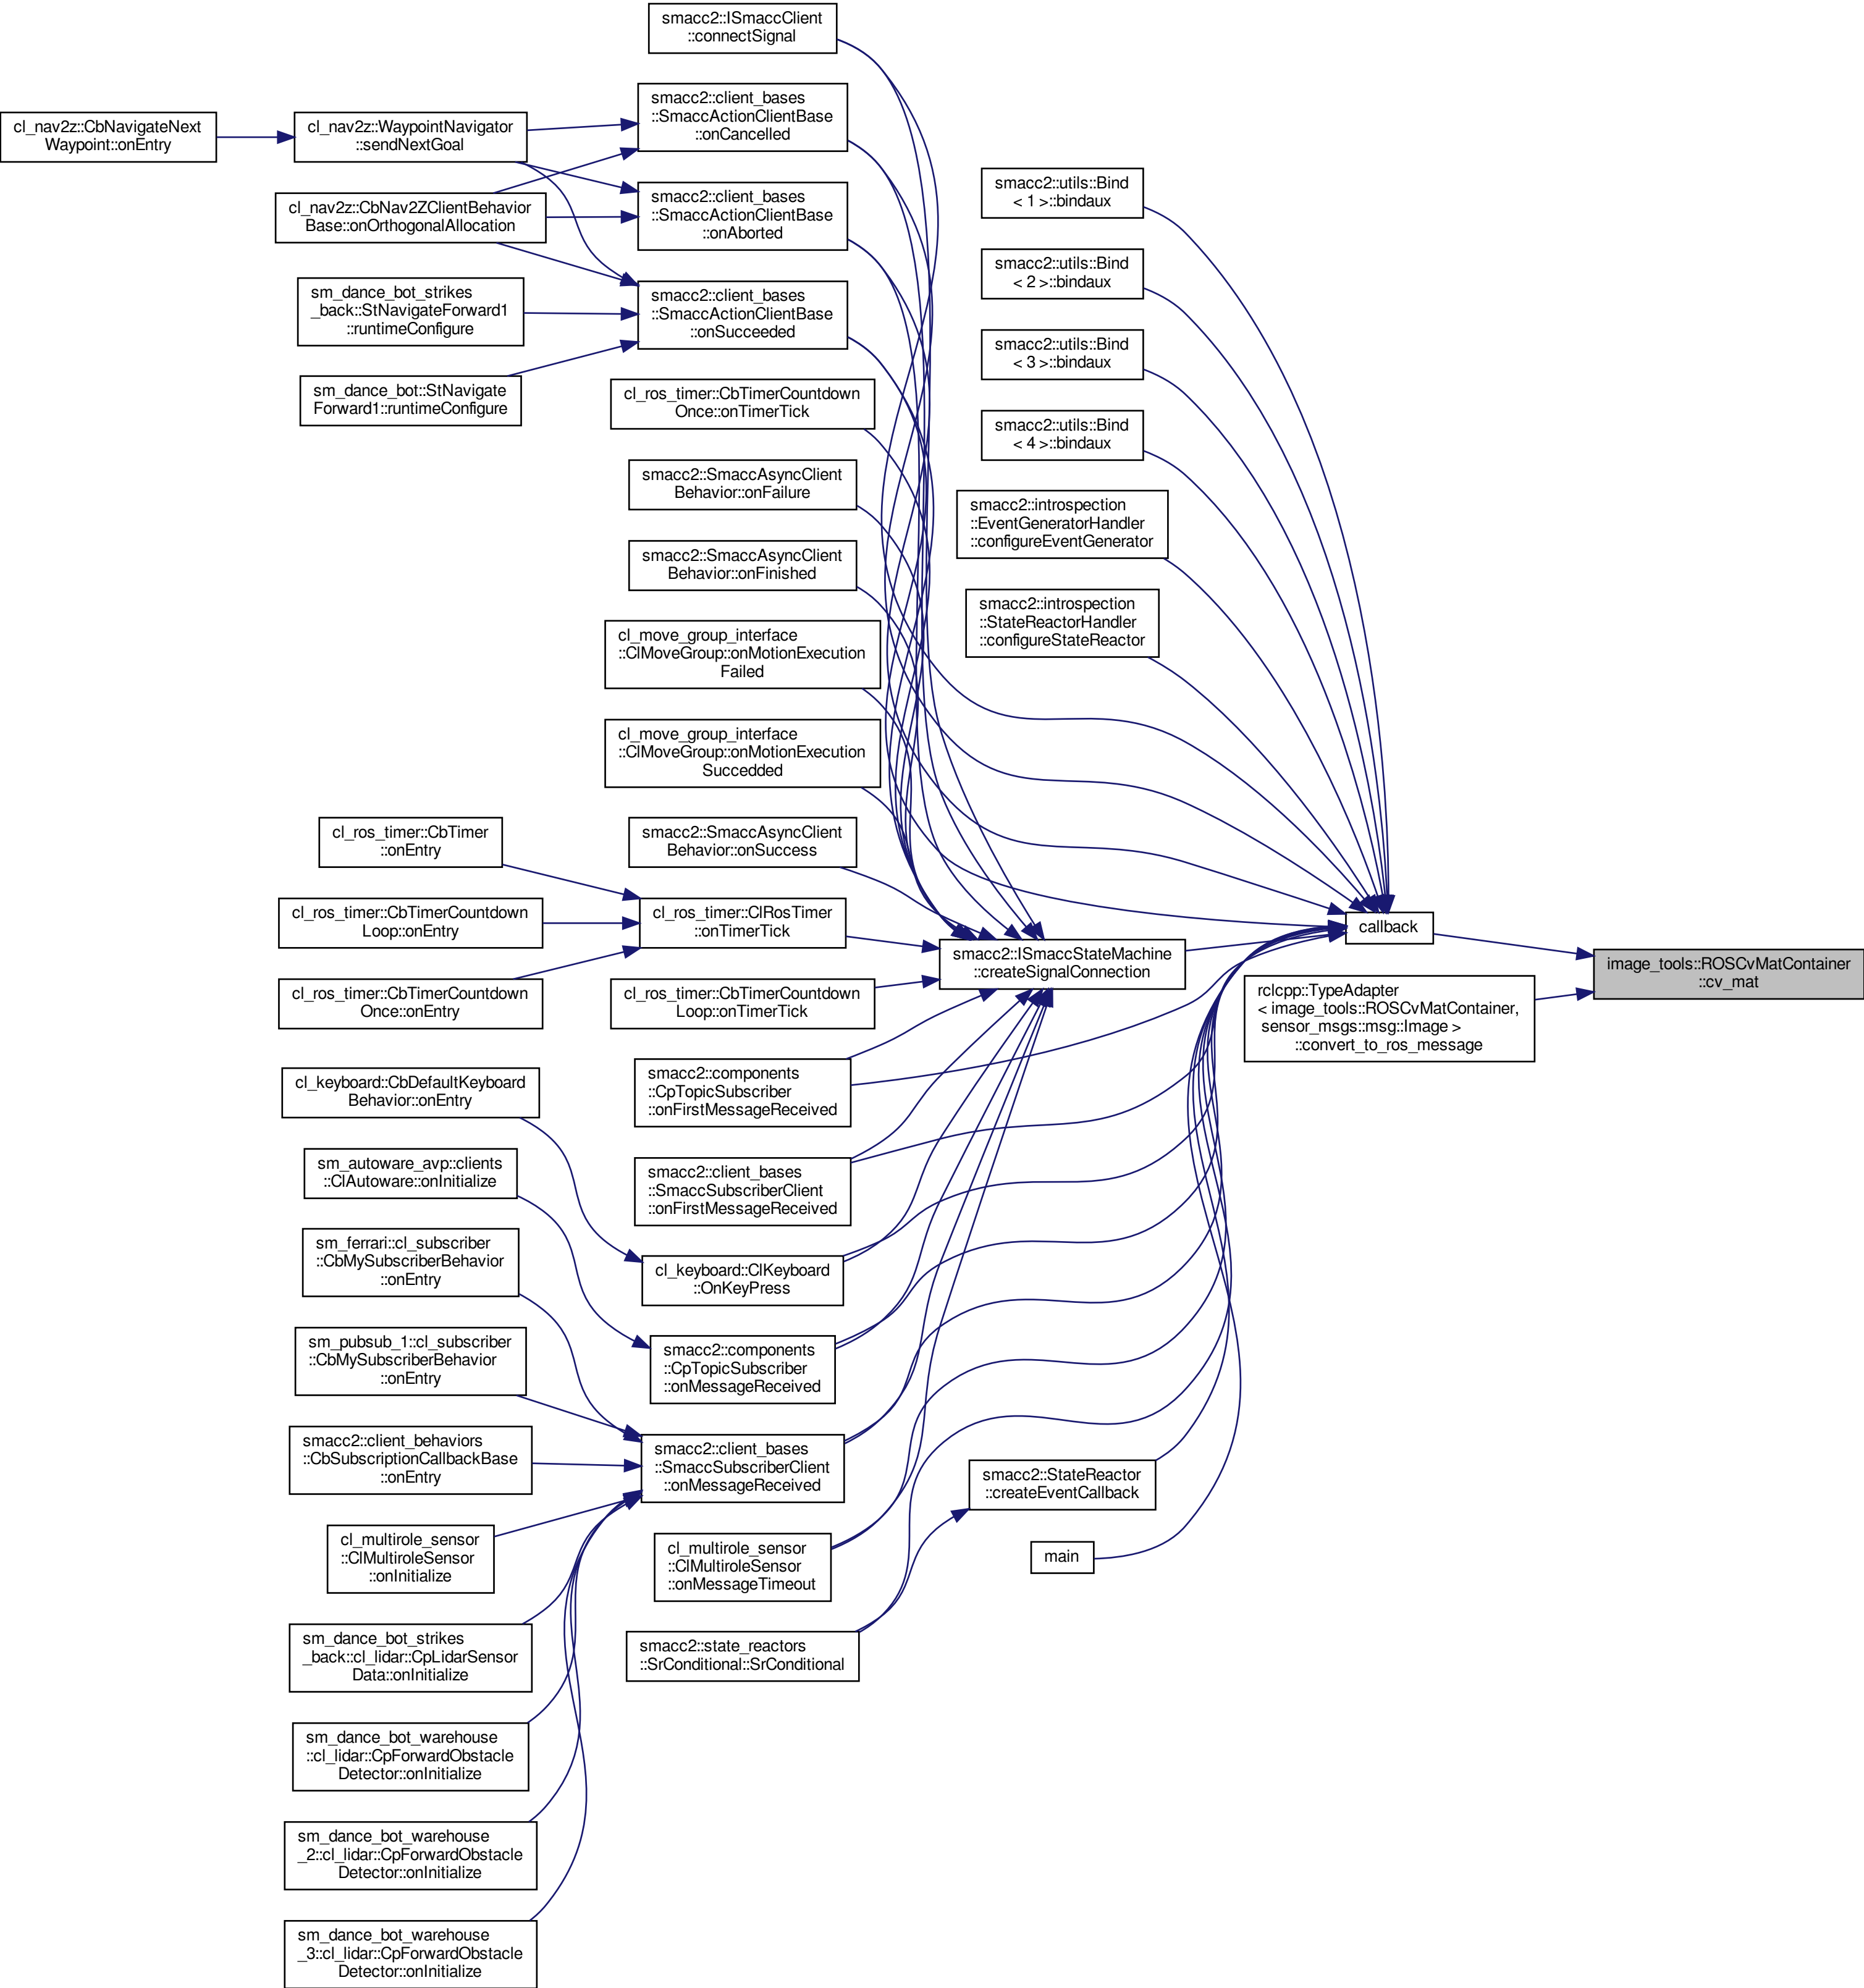 smacc2::ISmaccClient
::connectSignal
smacc2::client_bases
::SmaccActionClientBase
::onCancelled
cl_nav2z::CbNavigateNext
Waypoint::onEntry
cl_nav2z::WaypointNavigator
::sendNextGoal
smacc2::client_bases
::SmaccActionClientBase
::onAborted
cl_nav2z::CbNav2ZClientBehavior
Base::onOrthogonalAllocation
smacc2::client_bases
::SmaccActionClientBase
::onSucceeded
sm_dance_bot_strikes
_back::StNavigateForward1
::runtimeConfigure
sm_dance_bot::StNavigate
Forward1::runtimeConfigure
cl_ros_timer::CbTimerCountdown
Once::onTimerTick
smacc2::SmaccAsyncClient
Behavior::onFailure
smacc2::SmaccAsyncClient
Behavior::onFinished
cl_move_group_interface
::ClMoveGroup::onMotionExecution
Failed
cl_move_group_interface
::ClMoveGroup::onMotionExecution
Succedded
smacc2::SmaccAsyncClient
Behavior::onSuccess
cl_ros_timer::CbTimer
::onEntry
cl_ros_timer::CbTimerCountdown
Loop::onEntry
cl_ros_timer::CbTimerCountdown
Once::onEntry
cl_ros_timer::ClRosTimer
::onTimerTick
cl_ros_timer::CbTimerCountdown
Loop::onTimerTick
smacc2::components
::CpTopicSubscriber
::onFirstMessageReceived
smacc2::client_bases
::SmaccSubscriberClient
::onFirstMessageReceived
cl_keyboard::CbDefaultKeyboard
Behavior::onEntry
sm_autoware_avp::clients
::ClAutoware::onInitialize
sm_ferrari::cl_subscriber
::CbMySubscriberBehavior
::onEntry
cl_keyboard::ClKeyboard
::OnKeyPress
smacc2::components
::CpTopicSubscriber
::onMessageReceived
sm_pubsub_1::cl_subscriber
::CbMySubscriberBehavior
::onEntry
smacc2::client_behaviors
::CbSubscriptionCallbackBase
::onEntry
smacc2::client_bases
::SmaccSubscriberClient
::onMessageReceived
cl_multirole_sensor
::ClMultiroleSensor
::onInitialize
cl_multirole_sensor
::ClMultiroleSensor
::onMessageTimeout
sm_dance_bot_strikes
_back::cl_lidar::CpLidarSensor
Data::onInitialize
smacc2::state_reactors
::SrConditional::SrConditional
sm_dance_bot_warehouse
::cl_lidar::CpForwardObstacle
Detector::onInitialize
sm_dance_bot_warehouse
_2::cl_lidar::CpForwardObstacle
Detector::onInitialize
sm_dance_bot_warehouse
_3::cl_lidar::CpForwardObstacle
Detector::onInitialize
smacc2::utils::Bind
< 1 >::bindaux
smacc2::utils::Bind
< 2 >::bindaux
smacc2::utils::Bind
< 3 >::bindaux
smacc2::utils::Bind
< 4 >::bindaux
smacc2::introspection
::EventGeneratorHandler
::configureEventGenerator
smacc2::introspection
::StateReactorHandler
::configureStateReactor
smacc2::ISmaccStateMachine
::createSignalConnection
smacc2::StateReactor
::createEventCallback
main
callback
rclcpp::TypeAdapter
< image_tools::ROSCvMatContainer,
sensor_msgs::msg::Image >
::convert_to_ros_message
image_tools::ROSCvMatContainer
::cv_mat